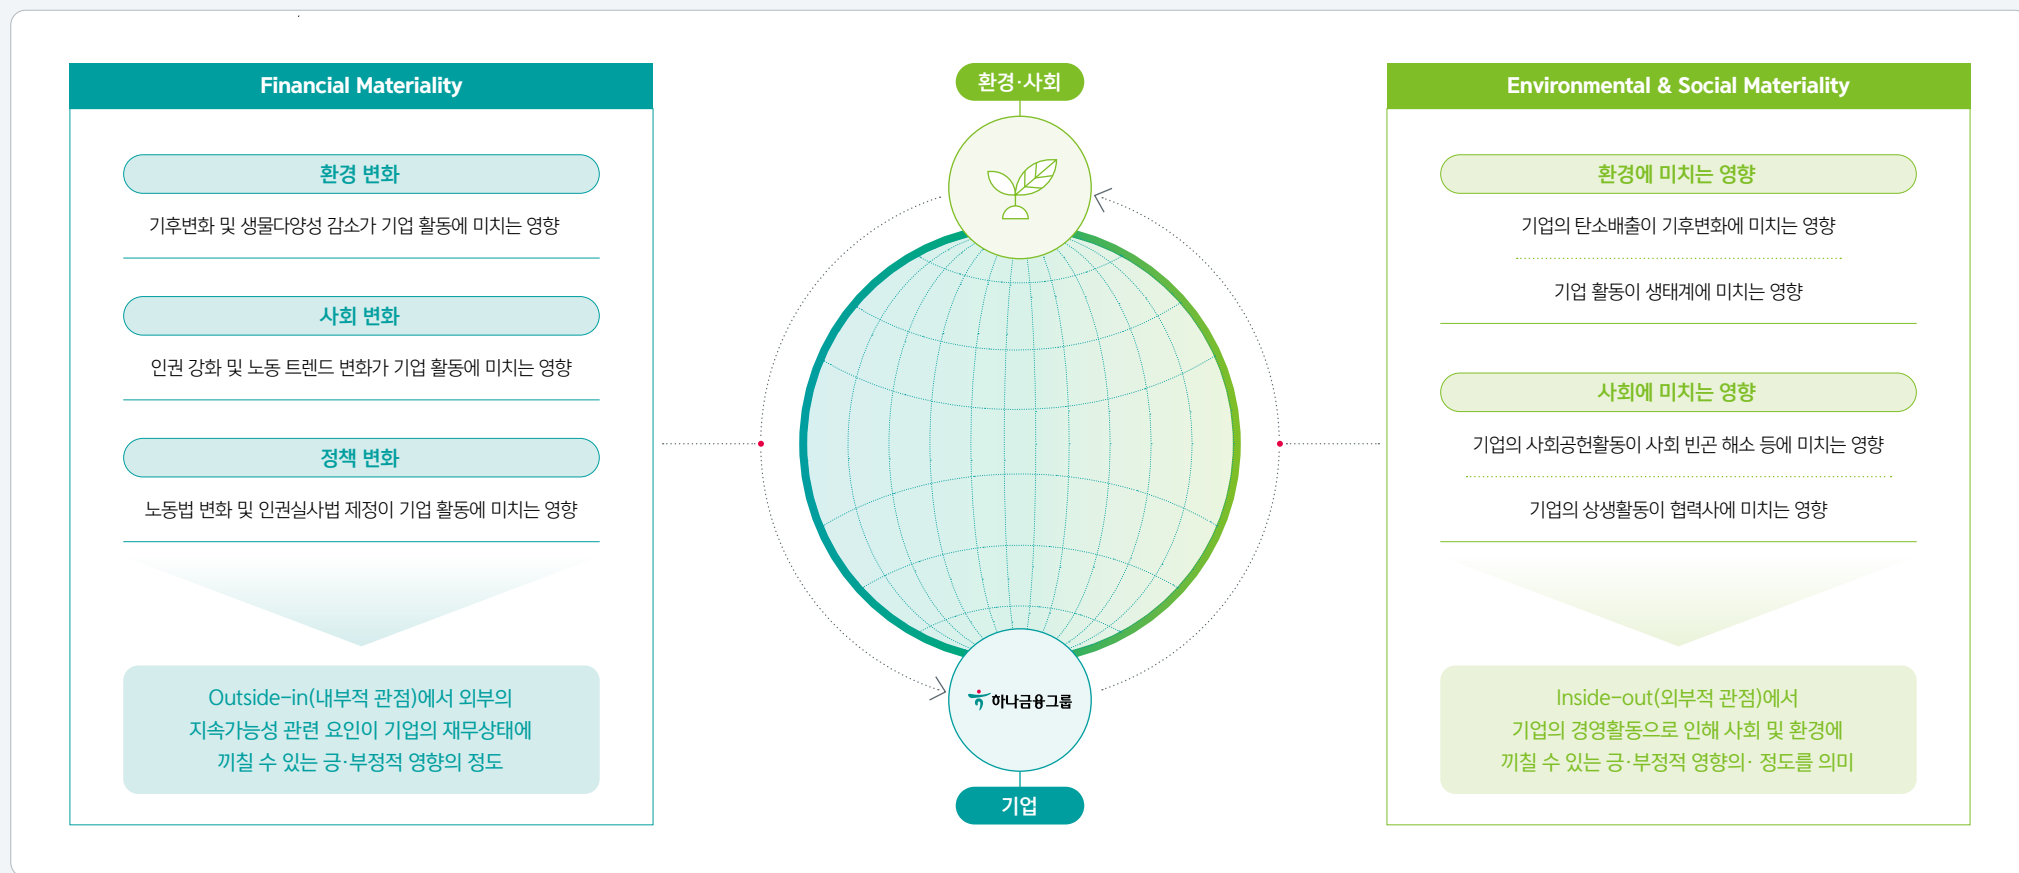 Financial Materiality
환경 변화
기후변화 및 생물다양성 감소가 기업 활동에 미치는 영향
사회 변화
인권 강화 및 노동 트렌드 변화가 기업 활동에 미치는 영향
정책 변화
노동법 변화 및 인권실사법 제정이 기업 활동에 미치는 영향
Outside-in(내부적 관점)에서 외부의
지속가능성 관련 요인이 기업의 재무상태에
끼칠 수 있는 긍·부정적 영향의 정도
환경·사회
하나금융그룹
기업
Environmental & Social Materiality
환경에 미치는 영향
기업의 탄소배출이 기후변화에 미치는 영향
기업 활동이 생태계에 미치는 영향
사회에 미치는 영향
기업의 사회공헌활동이 사회 빈곤 해소 등에 미치는 영향
기업의 상생활동이 협력사에 미치는 영향
Inside-out(외부적 관점)에서
기업의 경영활동으로 인해 사회 및 환경에
끼칠 수 있는 긍·부정적 영향의· 정도를 의미